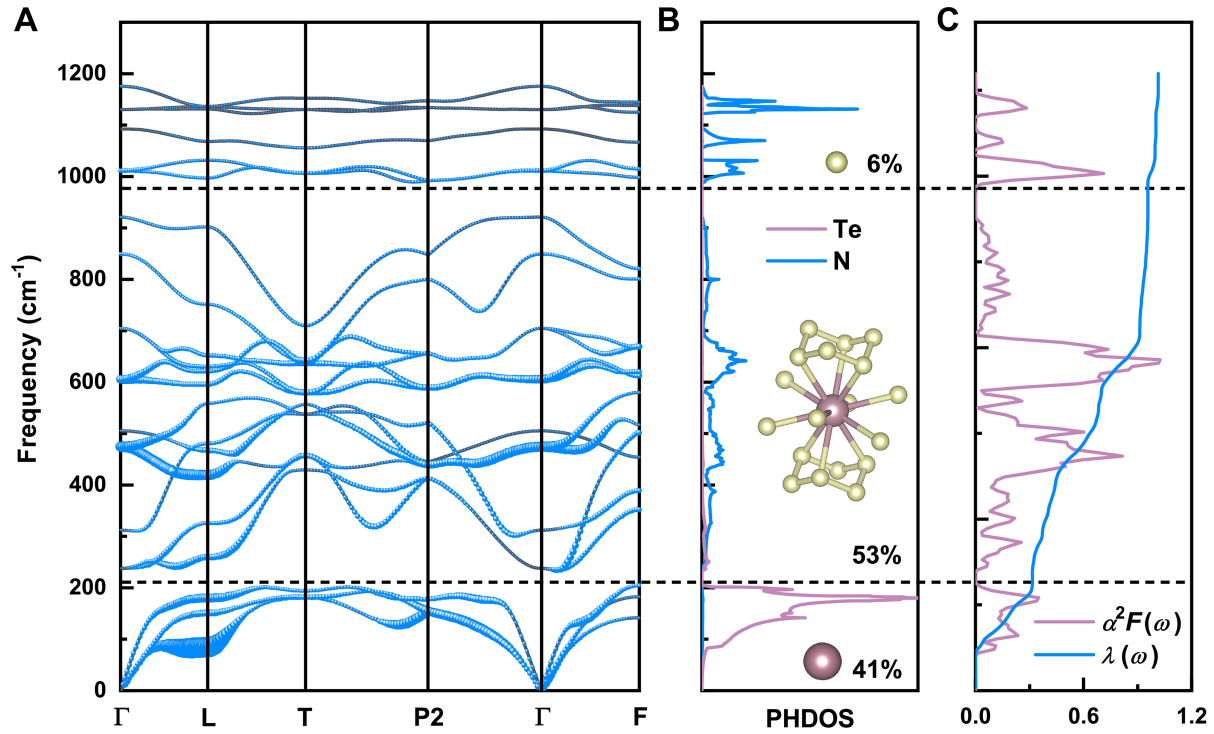 A
B
C
Frequency (cm⁻¹)
1200
1000
800
600
400
200
0
Γ L T P2 Γ F
6%
Te
N
53%
41%
PHDOS
α²F(ω)
λ(ω)
0.0 0.6 1.2